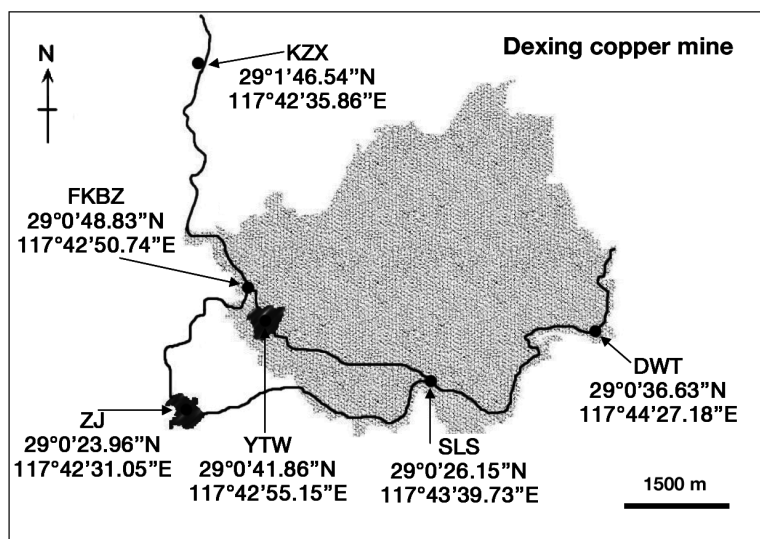 N
KZX
29°1'46.54”N
117°42'35.86”E
Dexing copper mine
FKBZ
29°0'48.83”N
117°42'50.74”E
DWT
29°0'36.63”N
117°44'27.18”E
ZJ
29°0'23.96”N
117°42'31.05”E
YTW
29°0'41.86”N
117°42'55.15”E
SLS
29°0'26.15”N
117°43'39.73”E
1500 m